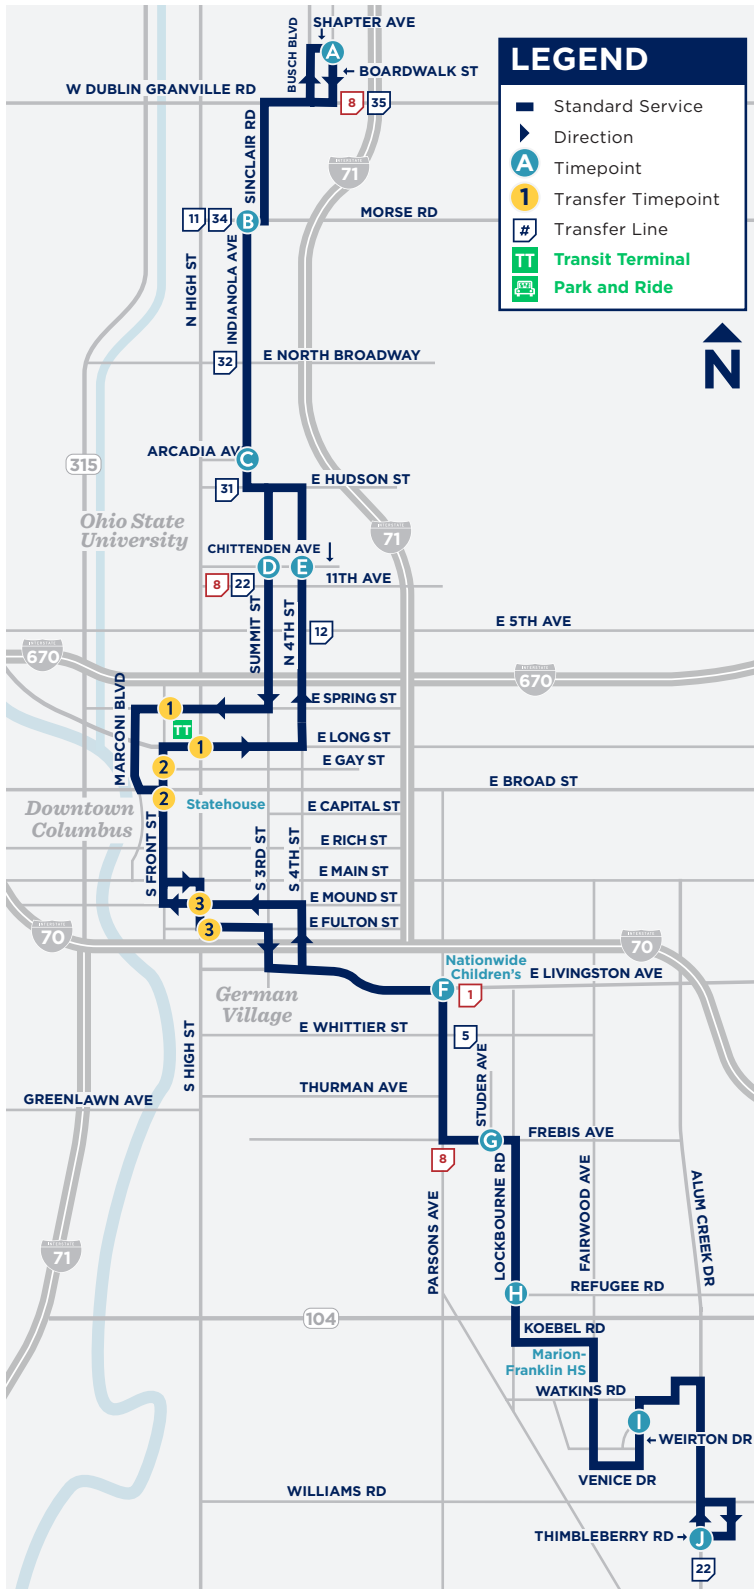 SHAPTER AVE
BUSCH BLVD
A
BOARDWALK ST
W DUBLIN GRANVILLE RD
8
35
SINCLAIR RD
INTERSTATE
71
LEGEND
Standard Service
Direction
A
Timepoint
1
Transfer Timepoint
#
Transfer Line
TT
Transit Terminal
Park and Ride
N
11
34
B
MORSE RD
N HIGH ST
INDIANOLA AVE
32
E NORTH BROADWAY
ARCADIA AV
C
315
31
E HUDSON ST
Ohio State
University
INTERSTATE
71
CHITTENDEN AVE
D
E
8
22
11TH AVE
SUMMIT ST
N 4TH ST
12
E 5TH AVE
INTERSTATE
670
INTERSTATE
670
MARCONI BLVD
1
E SPRING ST
TT
1
E LONG ST
2
E GAY ST
E BROAD ST
2
Statehouse
Downtown
Columbus
E CAPITAL ST
S FRONT ST
S 3RD ST
S 4TH ST
E RICH ST
E MAIN ST
3
E MOUND ST
3
E FULTON ST
INTERSTATE
70
INTERSTATE
70
Nationwide
Children's
E LIVINGSTON AVE
F
1
German
Village
S HIGH ST
E WHITTIER ST
5
STUDER AVE
THURMAN AVE
GREENLAWN AVE
G
FREBIS AVE
8
PARSONS AVE
LOCKBOURNE RD
FAIRWOOD AVE
ALUM CREEK DR
INTERSTATE
71
H
REFUGEE RD
104
KOEBEL RD
Marion-
Franklin HS
WATKINS RD
I
WEIRTON DR
VENICE DR
WILLIAMS RD
THIMBLEBERRY RD
J
22